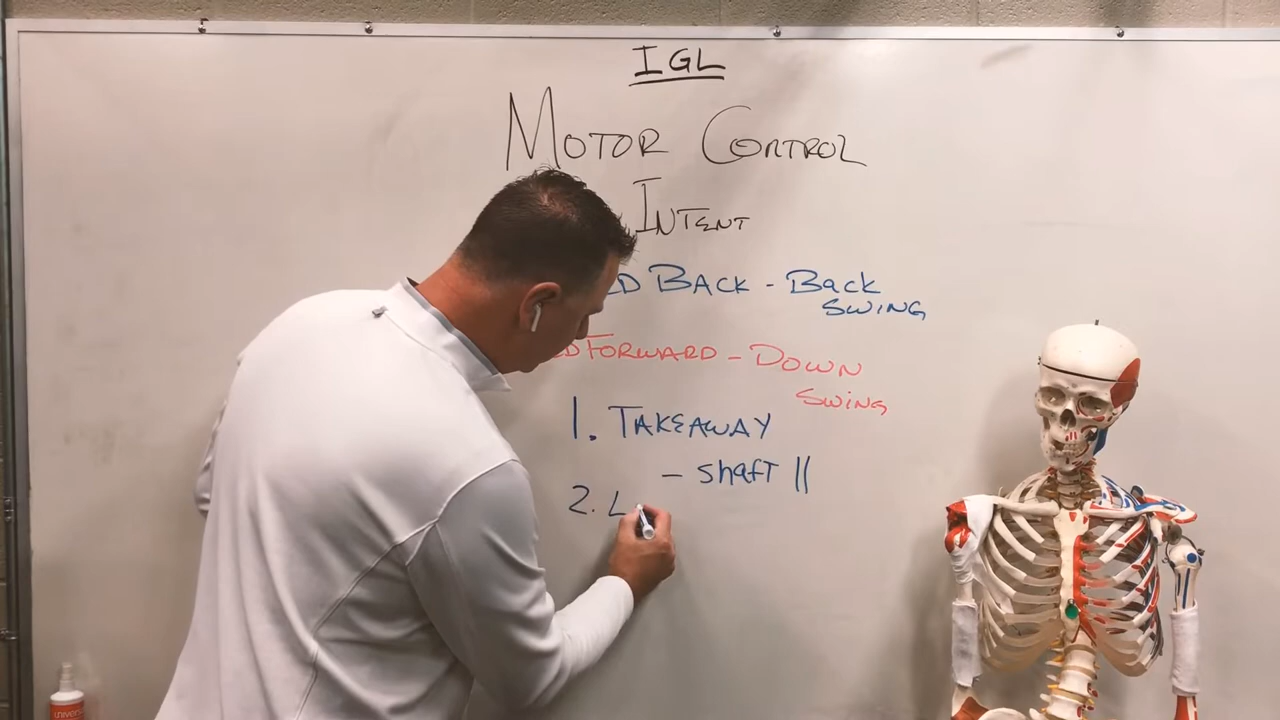 IGL
MOTOR CONTROL
INTENT
BACK - BACK
SWING
FORWARD - DOWN
SWING
1. TAKEAWAY
- shaft ||
2. L